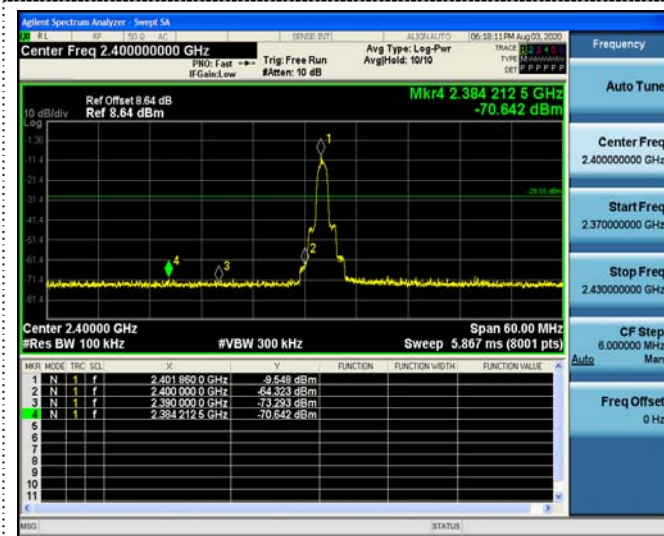 Agilent Spectrum Analyzer - Swept SA
RL RF 50 Ω AC SENSE:INT ALIGNAUTO 06:18:11 PM Aug 03, 2020
Center Freq 2.400000000 GHz
PNO: Fast
IFGain:Low
Trig: Free Run
#Atten: 10 dB
Avg Type: Log-Pwr
Avg|Hold: 10/10
TRACE 1 2 3 4 5 6
TYPE
DET P P P P P P
Mkr4 2.384 212 5 GHz
-70.642 dBm
Ref Offset 8.64 dB
10 dB/div Ref 8.64 dBm
Log
-1.36
-11.4
-21.4
-31.4
-41.4
-51.4
-61.4
-71.4
-81.4
1
2
3
4
Center 2.40000 GHz Span 60.00 MHz
#Res BW 100 kHz #VBW 300 kHz Sweep 5.867 ms (8001 pts)
MKR MODE TRC SCL X Y FUNCTION FUNCTION WIDTH FUNCTION VALUE
1 N 1 f 2.401 860 0 GHz -9.548 dBm
2 N 1 f 2.400 000 0 GHz -64.323 dBm
3 N 1 f 2.390 000 0 GHz -73.293 dBm
4 N 1 f 2.384 212 5 GHz -70.642 dBm
5
6
7
8
9
10
11
MSG STATUS
Frequency
Auto Tune
Center Freq
2.400000000 GHz
Start Freq
2.370000000 GHz
Stop Freq
2.430000000 GHz
CF Step
6.000000 MHz
Auto Man
Freq Offset
0 Hz